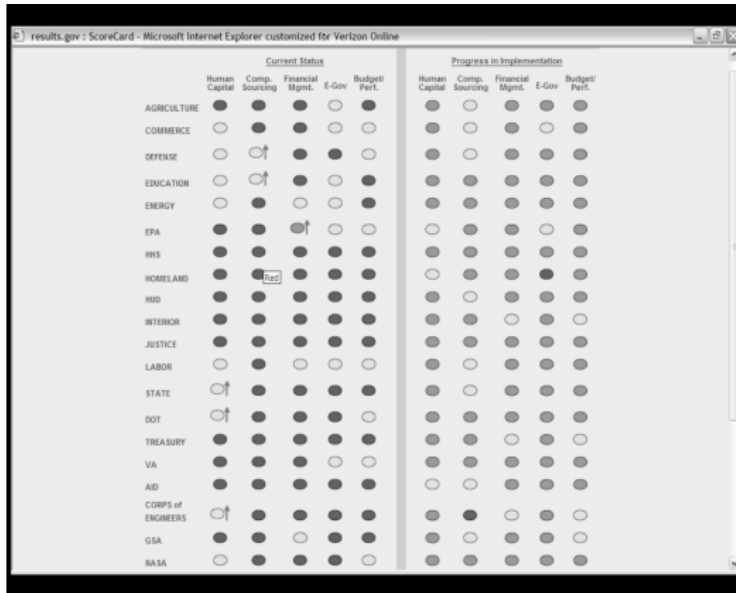 results.gov : ScoreCard - Microsoft Internet Explorer customized for Verizon Online
Current Status Progress in Implementation
Human Capital Comp. Sourcing Financial Mgmt. E-Gov Budget/ Perf. Human Capital Comp. Sourcing Financial Mgmt. E-Gov Budget/ Perf.
AGRICULTURE
COMMERCE
DEFENSE
EDUCATION
ENERGY
EPA
HHS
HOMELAND Red
HUD
INTERIOR
JUSTICE
LABOR
STATE
DOT
TREASURY
VA
AID
CORPS of
ENGINEERS
GSA
NASA